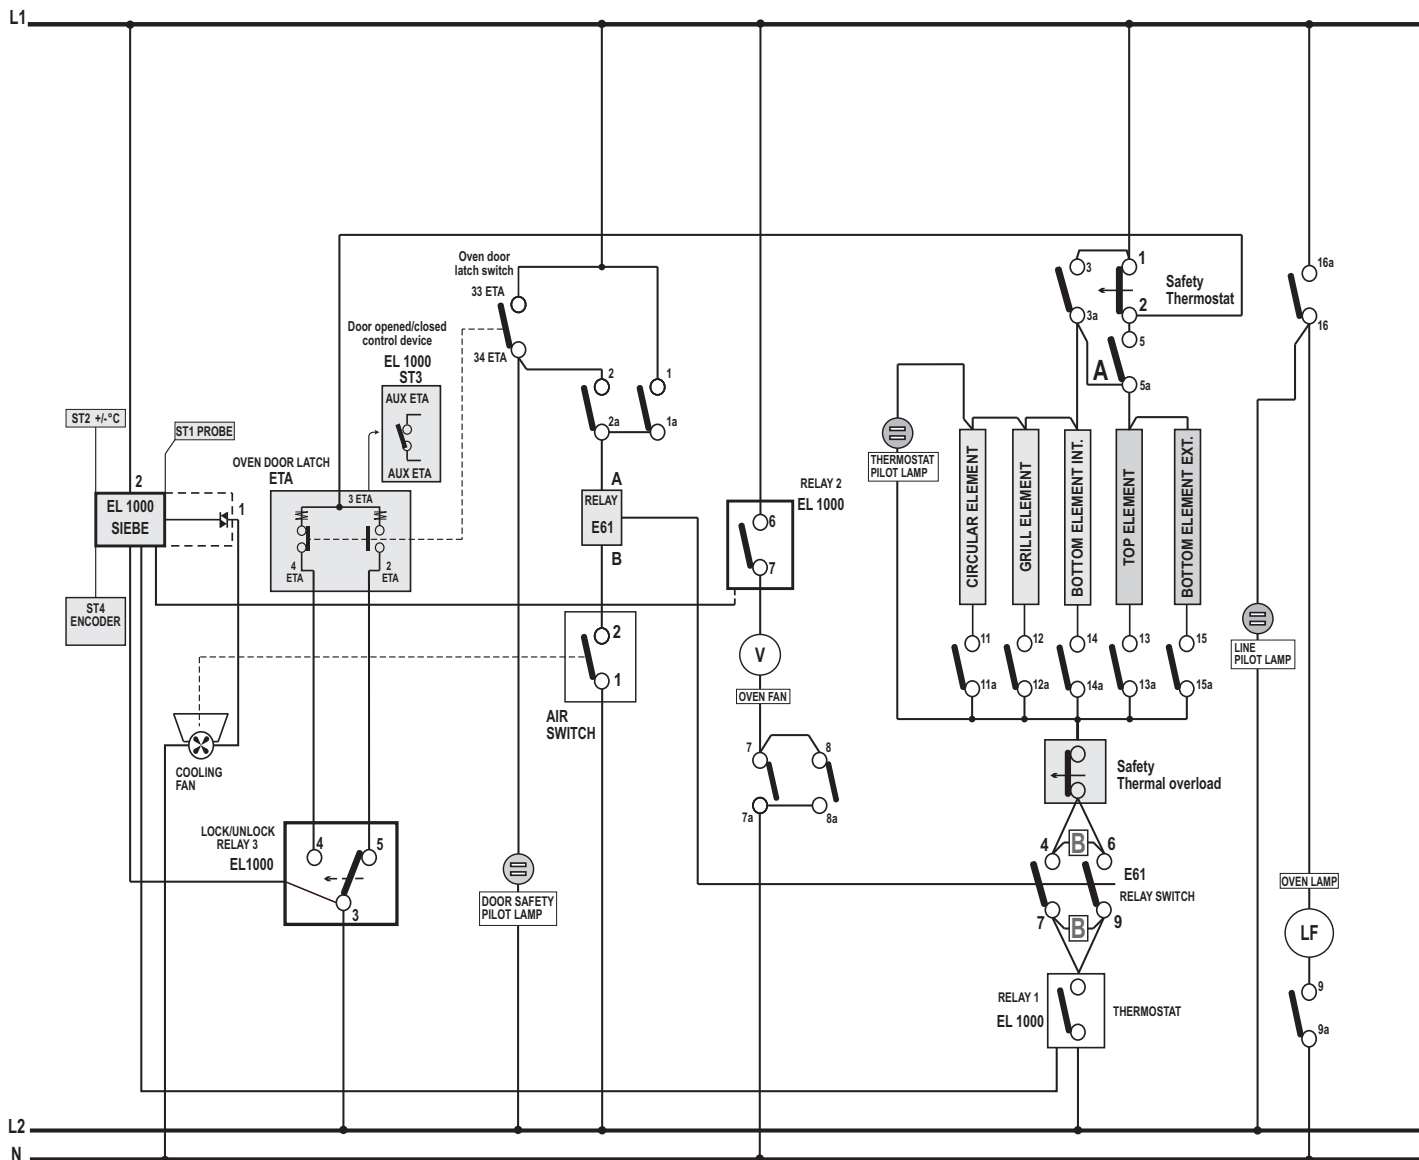 L1
16a
Oven door
latch switch
33 ETA
3
1
Safety
Thermostat
2
3a
16
Door opened/closed
control device
EL 1000
ST3
34 ETA
5
A
5a
2
1
AUX ETA
ST2 +/-°C
ST1 PROBE
2a
1a
THERMOSTAT
PILOT LAMP
AUX ETA
OVEN DOOR LATCH
ETA
2
EL 1000
SIEBE
1
3 ETA
A
RELAY
E61
B
RELAY 2
EL 1000
6
7
CIRCULAR ELEMENT
GRILL ELEMENT
BOTTOM ELEMENT INT.
TOP ELEMENT
BOTTOM ELEMENT EXT.
4
ETA
2
ETA
ST4
ENCODER
2
1
11
12
14
13
15
V
LINE
PILOT LAMP
11a
12a
14a
13a
15a
OVEN FAN
AIR
SWITCH
7
8
COOLING
FAN
Safety
Thermal overload
7a
8a
LOCK/UNLOCK
RELAY 3
EL1000
4
5
4
B
6
3
E61
RELAY SWITCH
OVEN LAMP
DOOR SAFETY
PILOT LAMP
7
B
9
LF
RELAY 1
EL 1000
THERMOSTAT
9
9a
L2
N